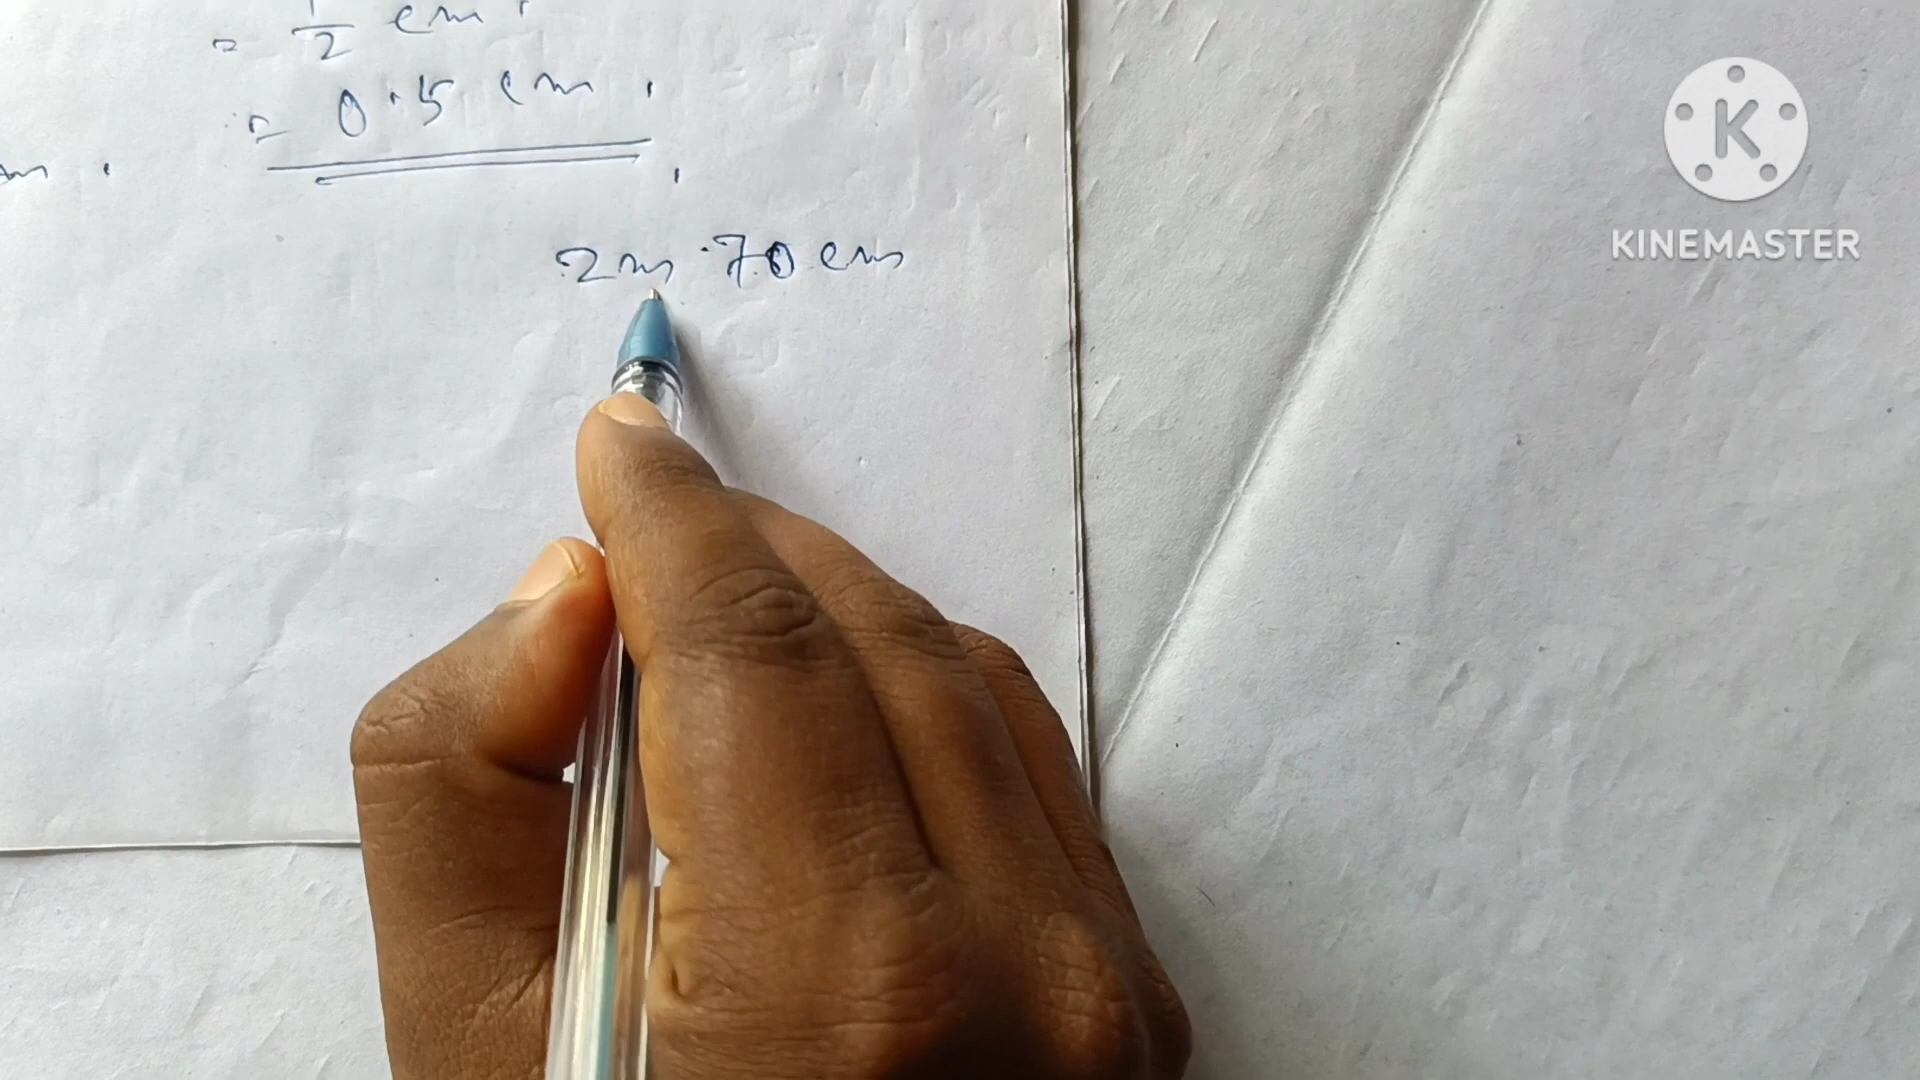 = 1/2 cm.
= 0.5 cm.
m.
2m 70 cm
K
KINEMASTER